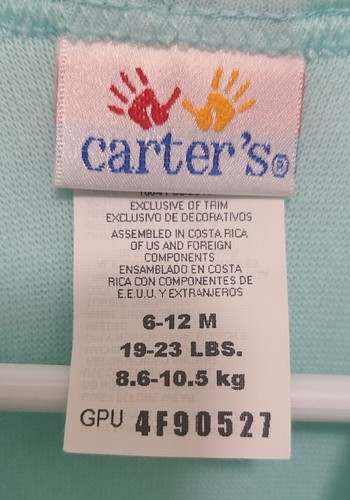 carter's®
EXCLUSIVE OF TRIM
EXCLUSIVO DE DECORATIVOS
ASSEMBLED IN COSTA RICA
OF US AND FOREIGN
COMPONENTS
ENSAMBLADO EN COSTA
RICA CON COMPONENTES DE
E.E.U.U. Y EXTRANJEROS
6-12 M
19-23 LBS.
8.6-10.5 kg
GPU 4F90527